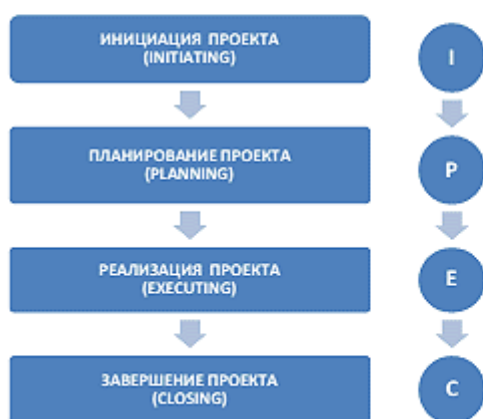 ИНИЦИАЦИЯ ПРОЕКТА
(INITIATING)
I
ПЛАНИРОВАНИЕ ПРОЕКТА
(PLANNING)
P
РЕАЛИЗАЦИЯ ПРОЕКТА
(EXECUTING)
E
ЗАВЕРШЕНИЕ ПРОЕКТА
(CLOSING)
C